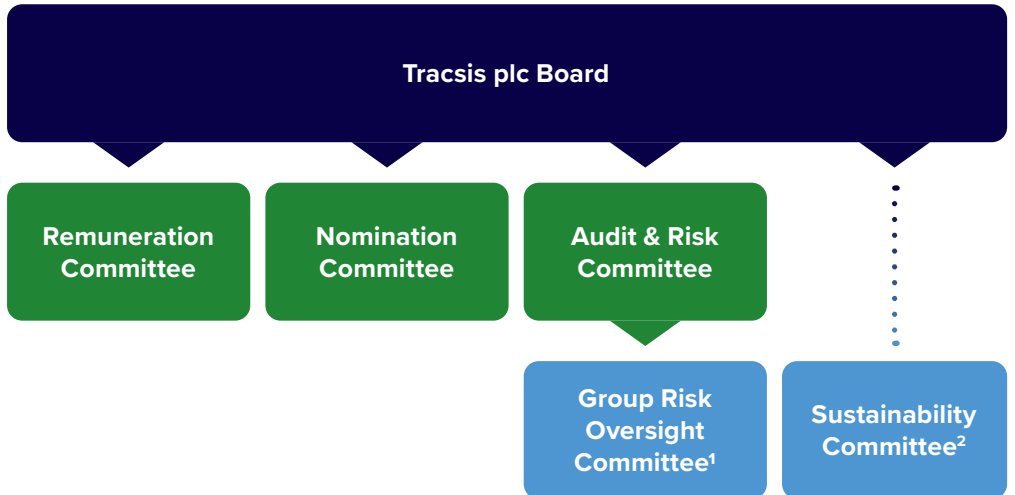 Tracsis plc Board
Remuneration
Committee
Nomination
Committee
Audit & Risk
Committee
Group Risk
Oversight
Committee¹
Sustainability
Committee²